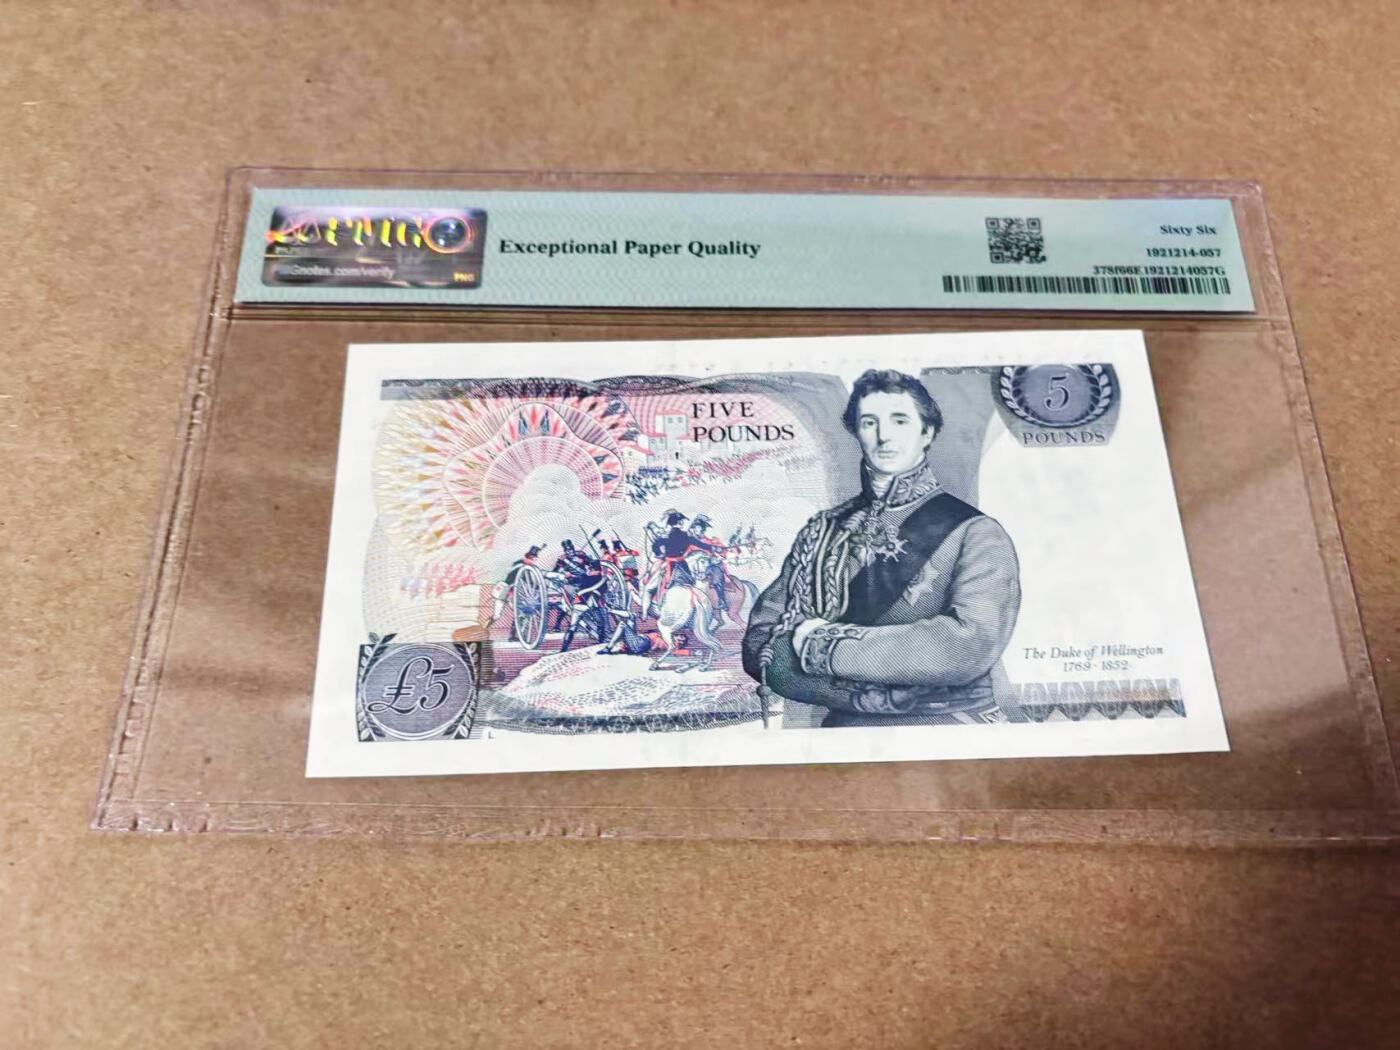 PMG
PMGnotes.com/verify
PMG
Exceptional Paper Quality
Sixty Six
1921214-057
378f66E1921214057G
FIVE
POUNDS
5
POUNDS
The Duke of Wellington
1769-1852
£5
L